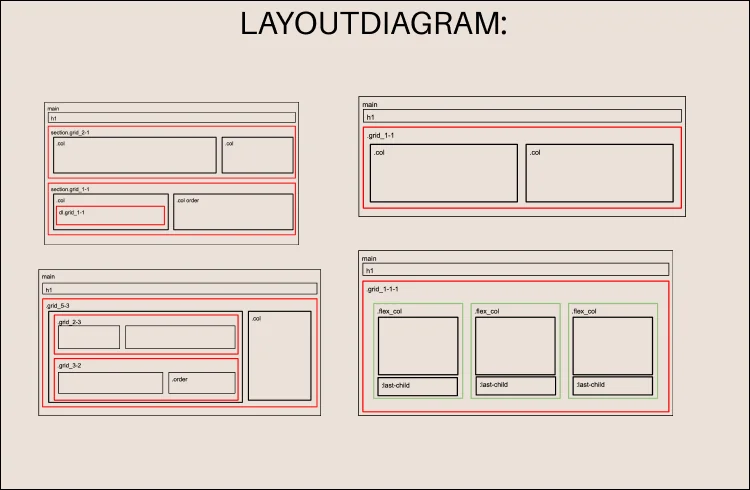 LAYOUTDIAGRAM:
main
h1
section.grid_2-1
.col
.col
section.grid_1-1
.col
.col order
dl.grid_1-1
main
h1
.grid_1-1
.col
.col
main
h1
.grid_5-3
.grid_2-3
.col
.grid_3-2
.order
main
h1
.grid_1-1-1
.flex_col
.flex_col
.flex_col
:last-child
:last-child
:last-child